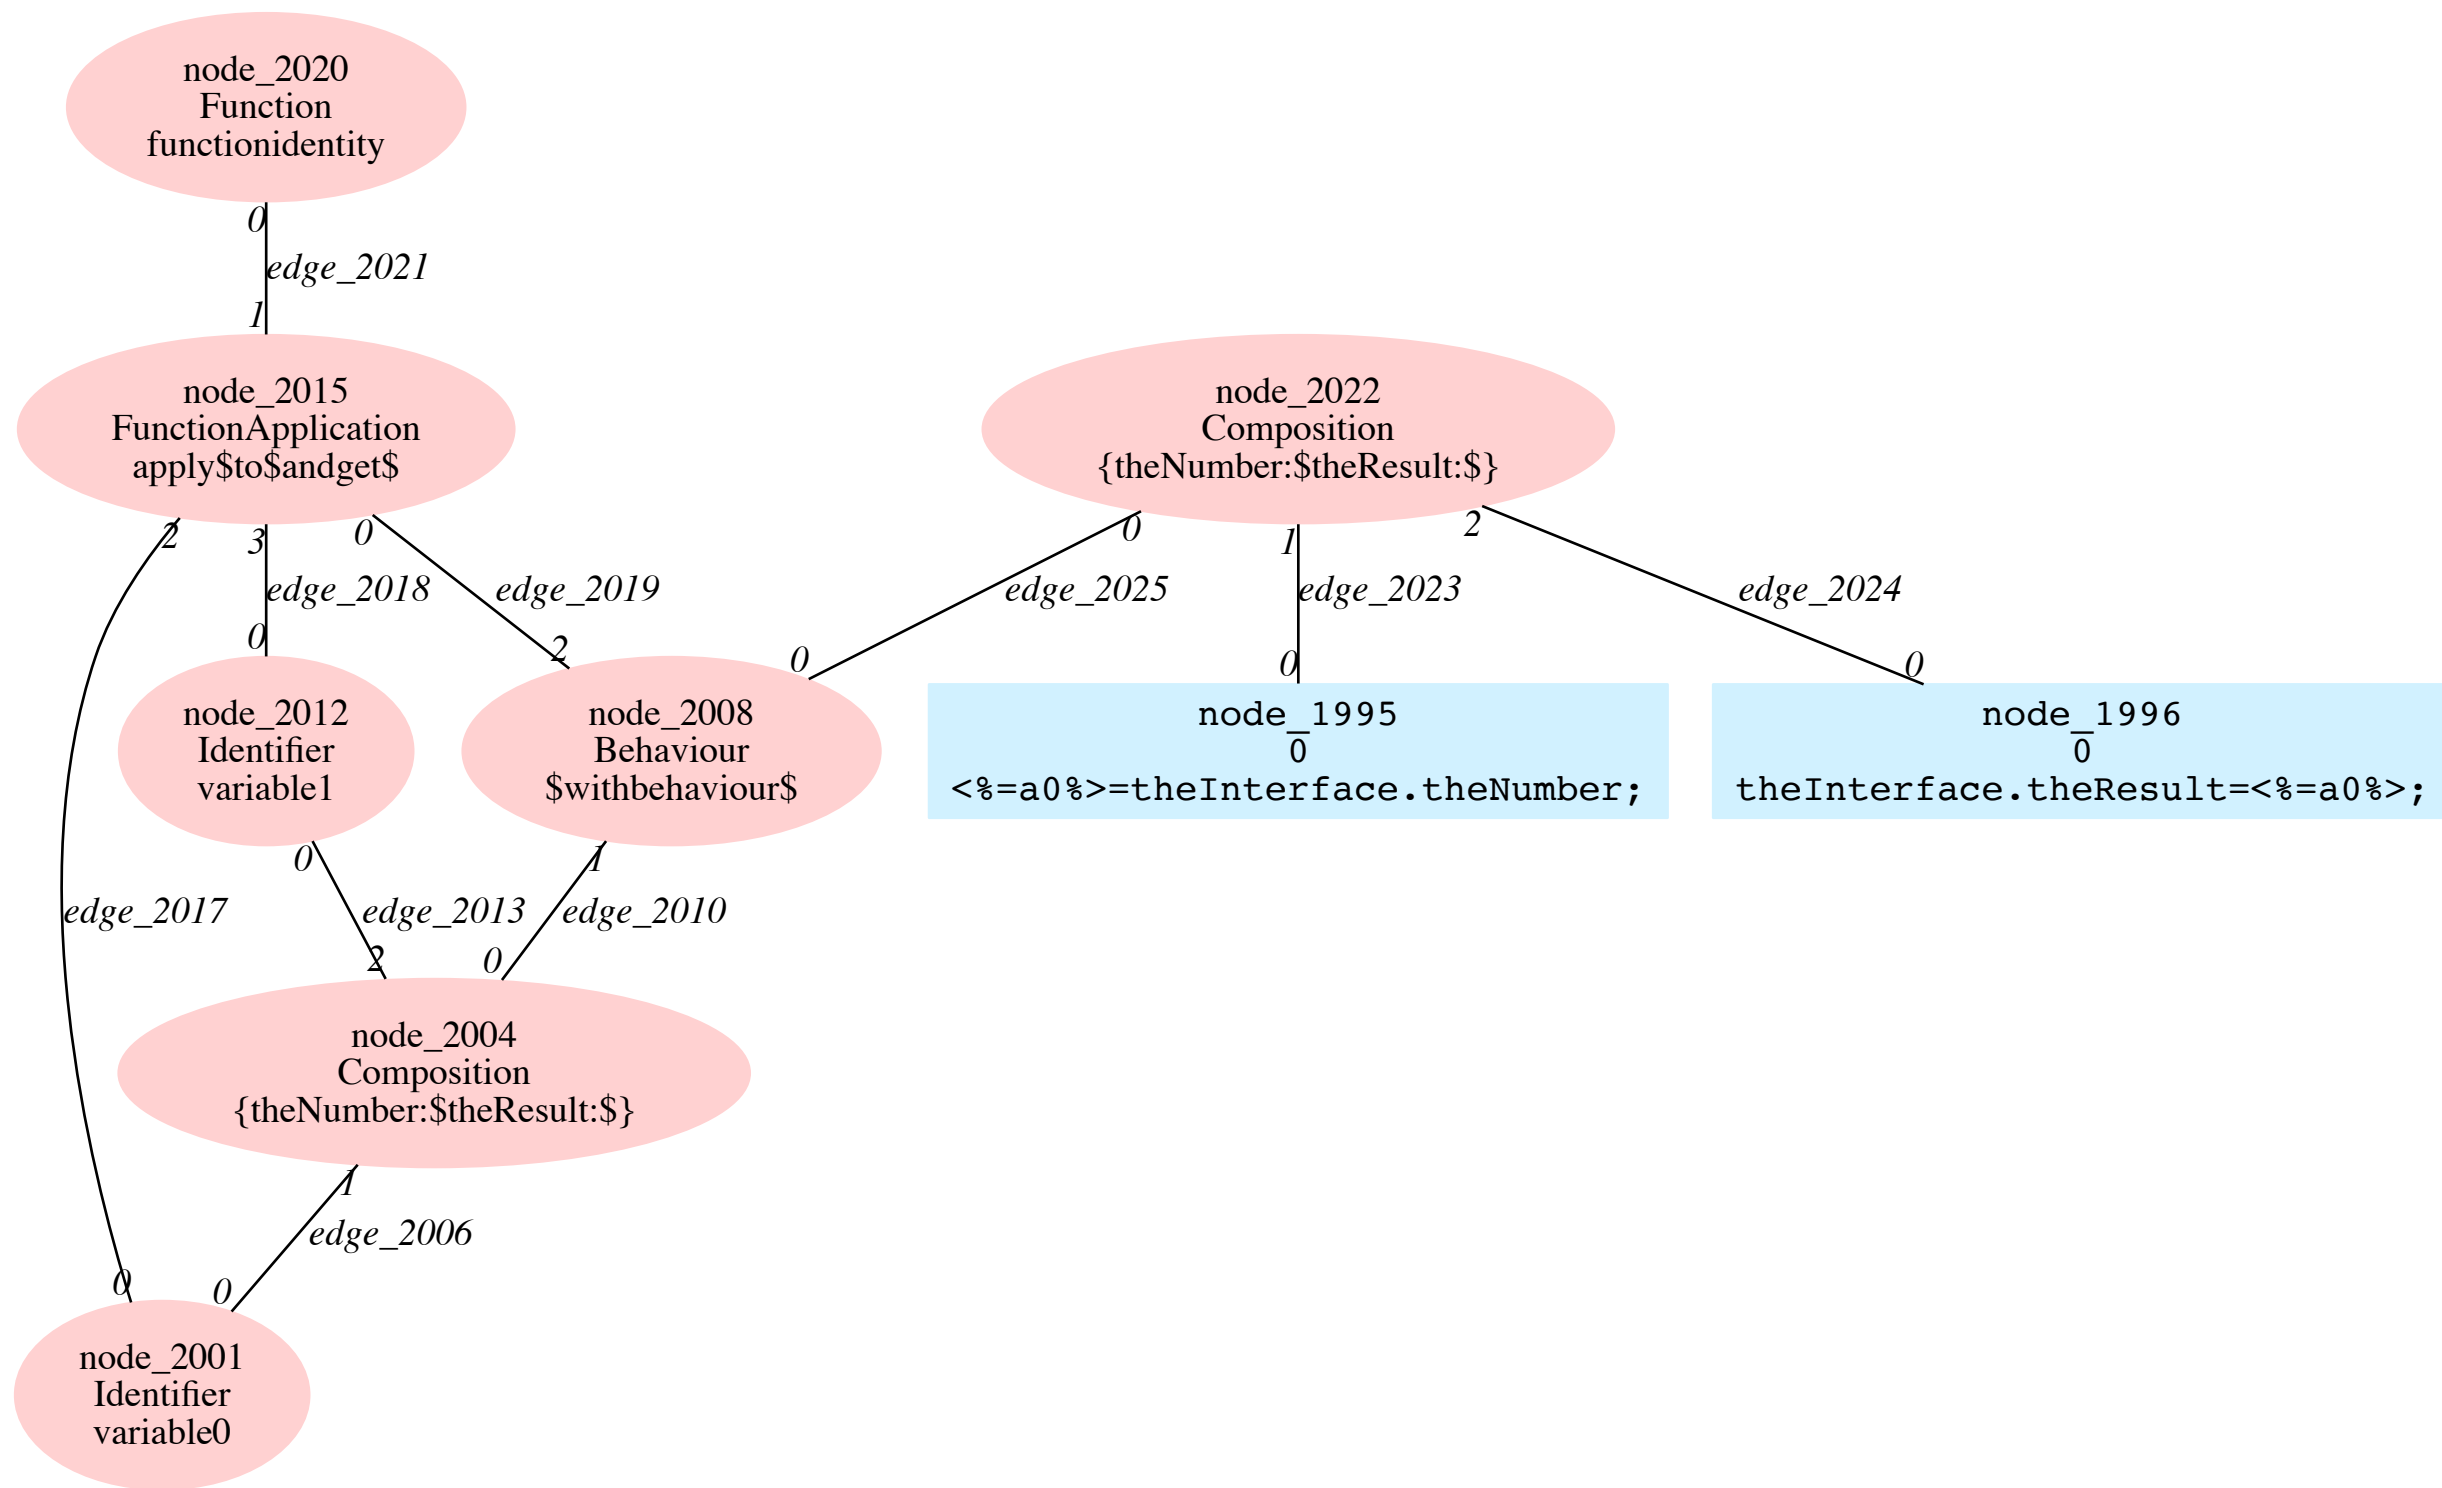 node_2020
Function
functionidentity
0
edge_2021
1
node_2015
FunctionApplication
apply$to$andget$
node_2022
Composition
{theNumber:$theResult:$}
2
3
0
0
1
2
edge_2018
edge_2019
edge_2025
edge_2023
edge_2024
0
2
0
0
0
node_2012
Identifier
variable1
node_2008
Behaviour
$withbehaviour$
node_1995
0
<%=a0%>=theInterface.theNumber;
node_1996
0
theInterface.theResult=<%=a0%>;
0
1
edge_2017
edge_2013
edge_2010
2
0
node_2004
Composition
{theNumber:$theResult:$}
1
edge_2006
0
0
node_2001
Identifier
variable0